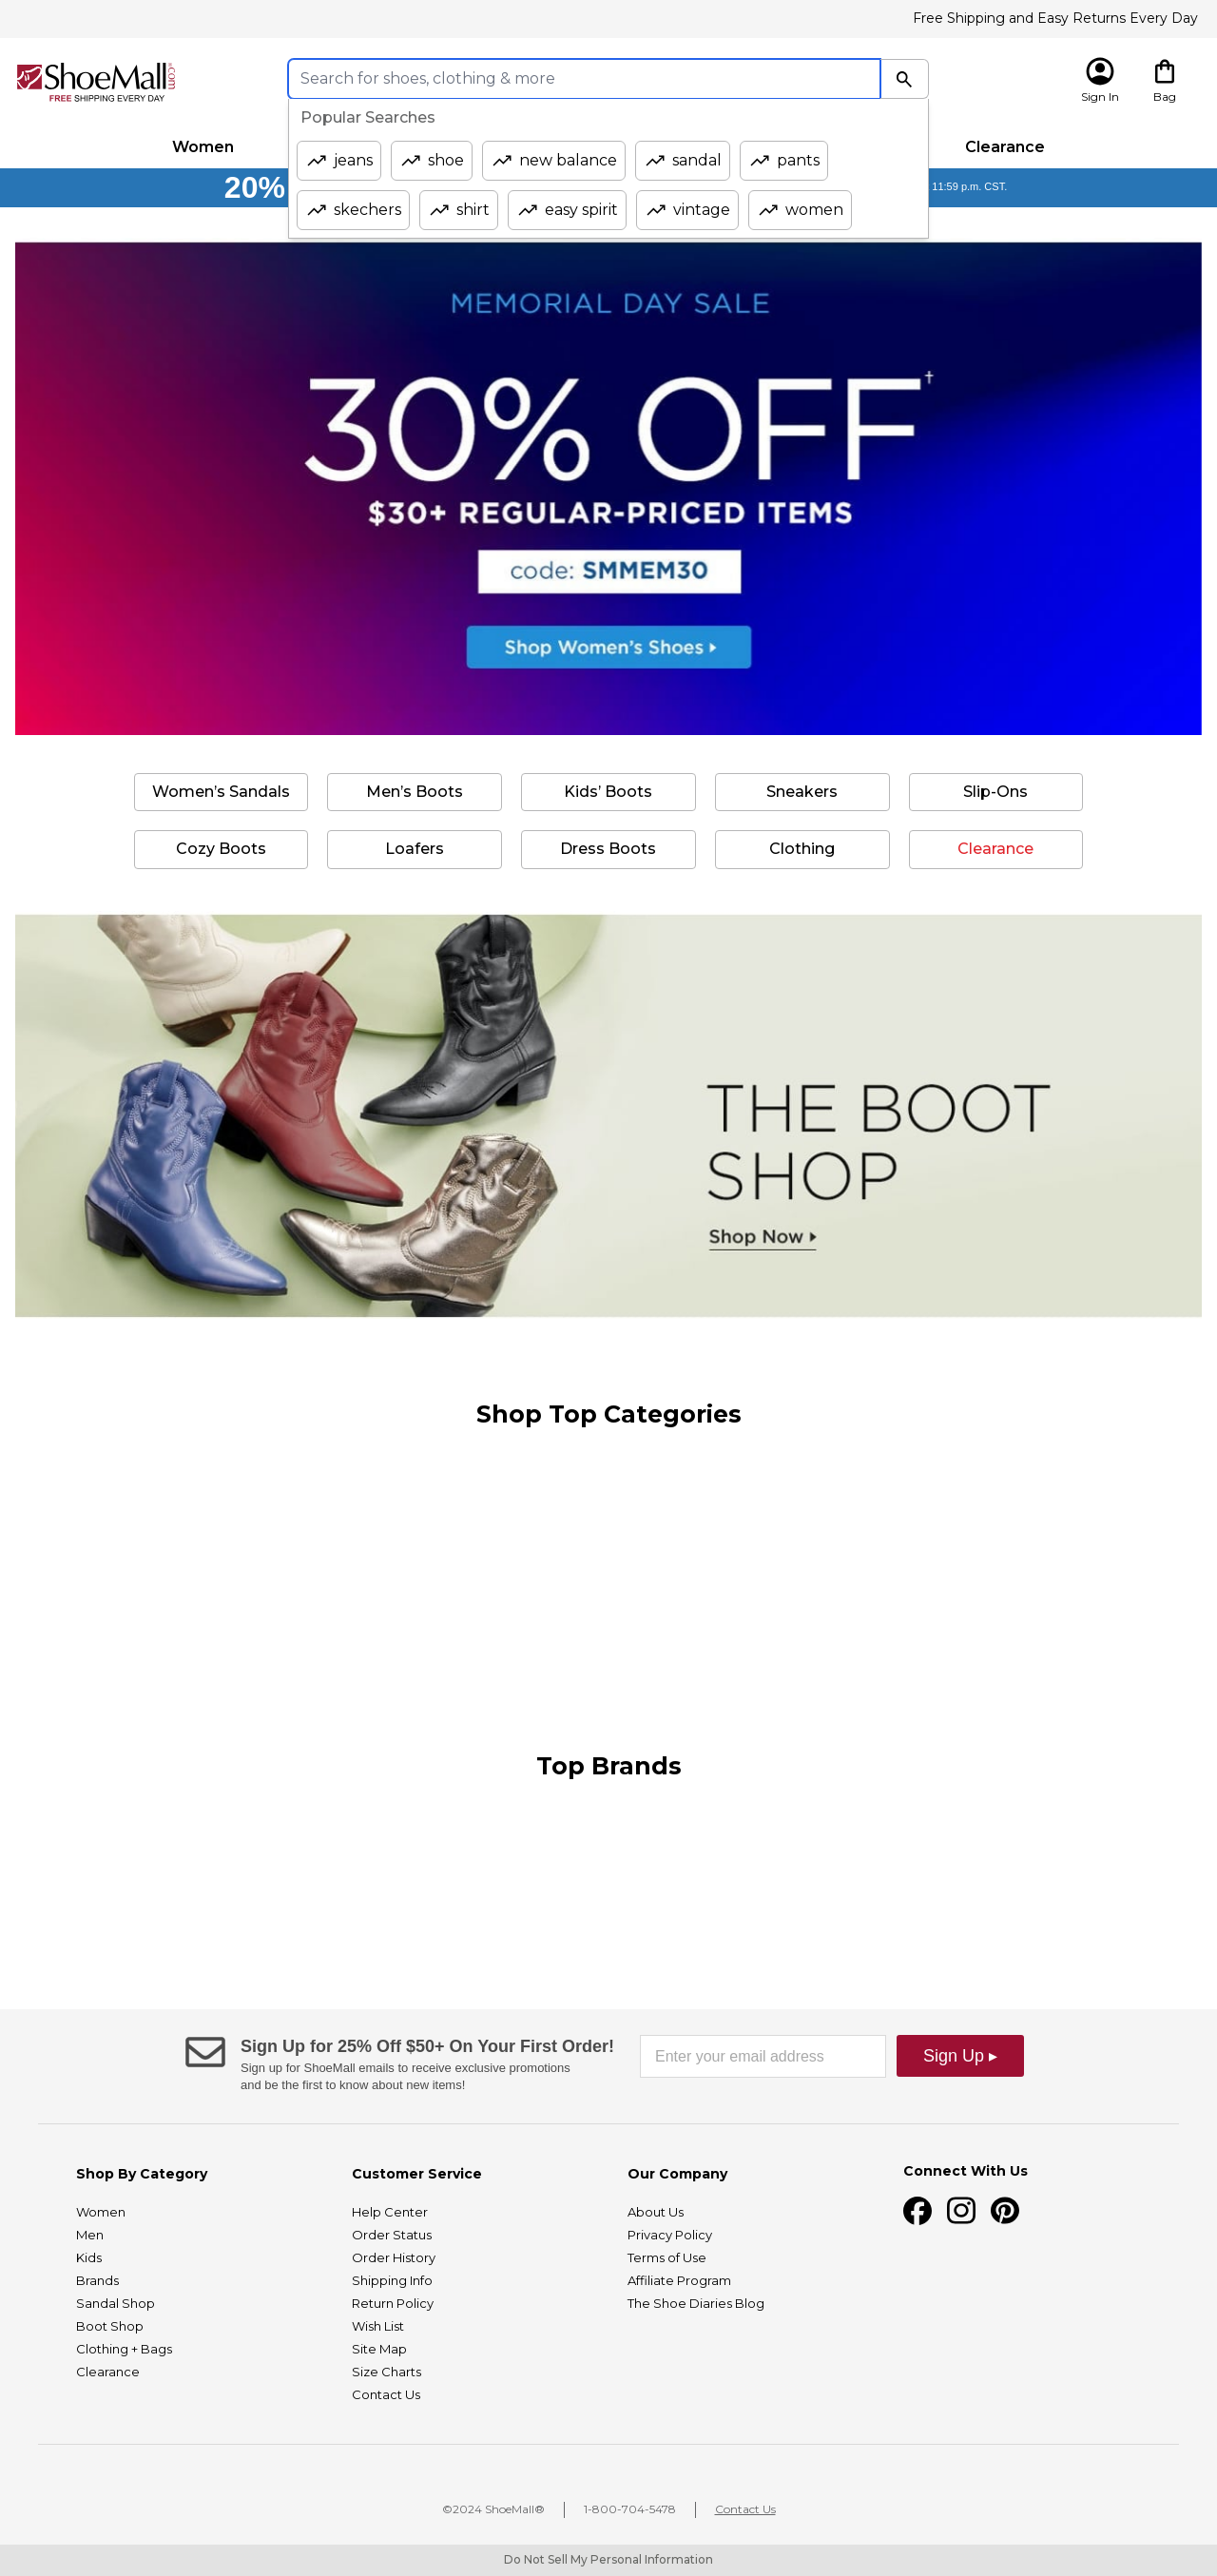 Free Shipping and Easy Returns Every Day
ShoeMall.com
FREE SHIPPING EVERY DAY
Search for shoes, clothing & more
Sign In
Bag
Popular Searches
Women
Clearance
jeans
shoe
new balance
sandal
pants
20%
11:59 p.m. CST.
skechers
shirt
easy spirit
vintage
women
MEMORIAL DAY SALE
30% OFF†
$30+ REGULAR-PRICED ITEMS
code: SMMEM30
Shop Women's Shoes
Women's Sandals
Men's Boots
Kids' Boots
Sneakers
Slip-Ons
Cozy Boots
Loafers
Dress Boots
Clothing
Clearance
THE BOOT
SHOP
Shop Now
Shop Top Categories
Top Brands
Sign Up for 25% Off $50+ On Your First Order!
Sign up for ShoeMall emails to receive exclusive promotions
and be the first to know about new items!
Enter your email address
Sign Up ▸
Shop By Category
Women
Men
Kids
Brands
Sandal Shop
Boot Shop
Clothing + Bags
Clearance
Customer Service
Help Center
Order Status
Order History
Shipping Info
Return Policy
Wish List
Site Map
Size Charts
Contact Us
Our Company
About Us
Privacy Policy
Terms of Use
Affiliate Program
The Shoe Diaries Blog
Connect With Us
©2024 ShoeMall®
1-800-704-5478
Contact Us
Do Not Sell My Personal Information